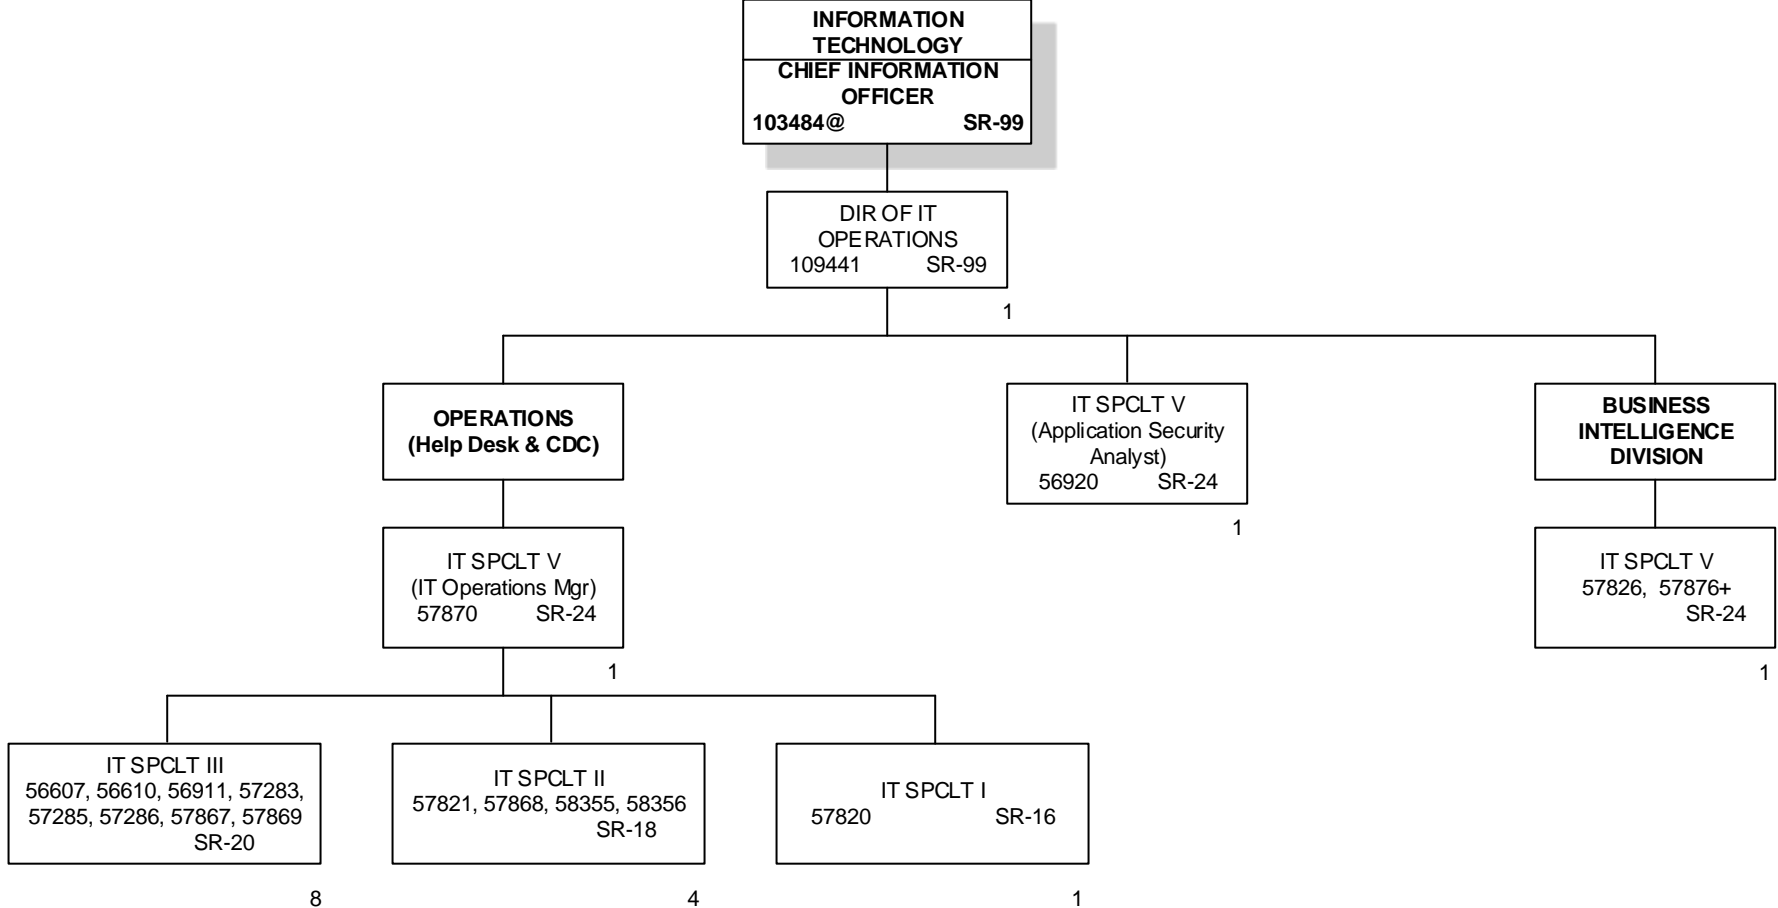 INFORMATION
TECHNOLOGY
CHIEF INFORMATION
OFFICER
103484@ SR-99
DIR OF IT
OPERATIONS
109441 SR-99
1
OPERATIONS
(Help Desk & CDC)
IT SPCLT V
(Application Security
Analyst)
56920 SR-24
1
BUSINESS
INTELLIGENCE
DIVISION
IT SPCLT V
(IT Operations Mgr)
57870 SR-24
1
IT SPCLT V
57826, 57876+
SR-24
1
IT SPCLT III
56607, 56610, 56911, 57283,
57285, 57286, 57867, 57869
SR-20
8
IT SPCLT II
57821, 57868, 58355, 58356
SR-18
4
IT SPCLT I
57820 SR-16
1